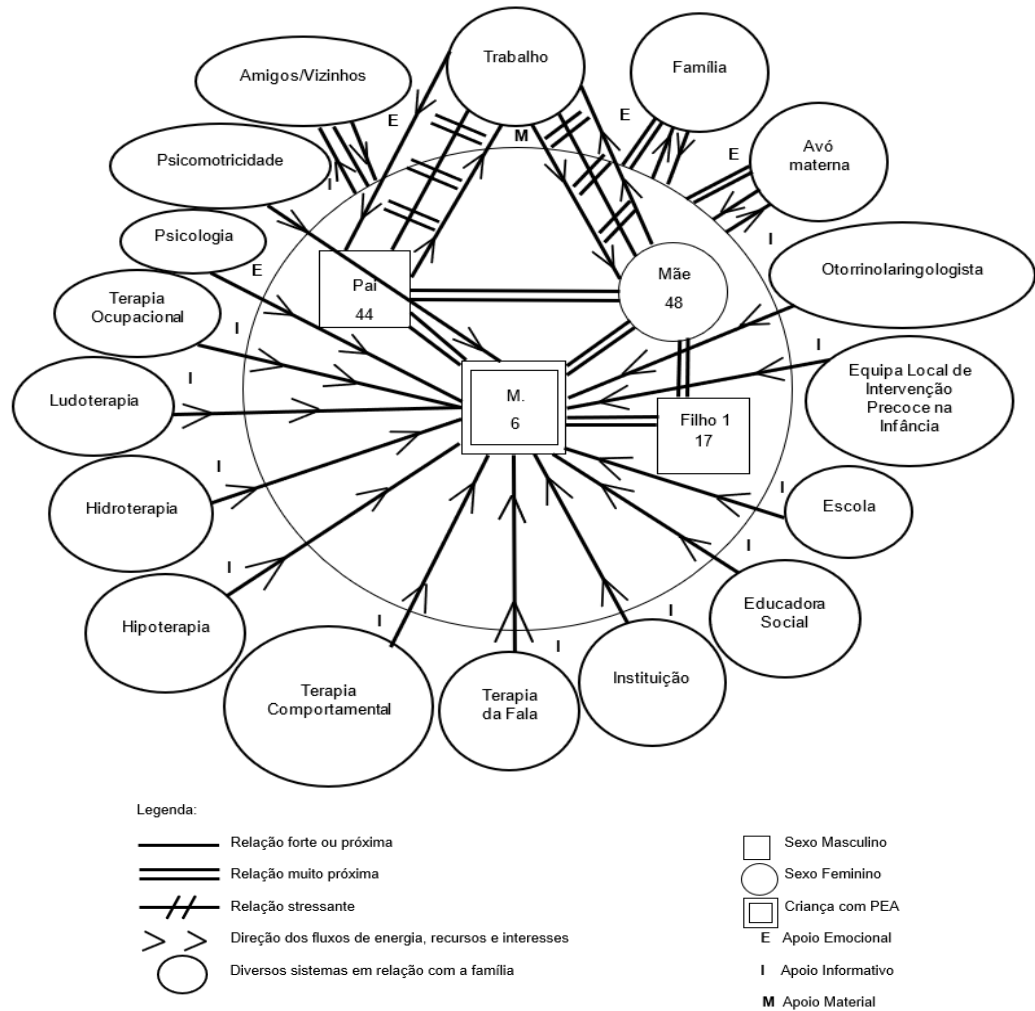 Trabalho
Amigos/Vizinhos
Família
E
E
M
Avó
materna
E
Psicomotricidade
I
Psicologia
I
E
Otorrinolaringologista
Pai
44
Mãe
48
Terapia
Ocupacional
I
I
Equipa Local de
Intervenção
Precoce na
Infância
I
Ludoterapia
M.
6
Filho 1
17
I
Hidroterapia
I
Escola
I
I
Hipoterapia
Educadora
Social
I
I
I
Terapia
Comportamental
Terapia
da Fala
Instituição
Legenda:
Relação forte ou próxima
Relação muito próxima
Relação stressante
Direção dos fluxos de energia, recursos e interesses
Diversos sistemas em relação com a família
Sexo Masculino
Sexo Feminino
Criança com PEA
E Apoio Emocional
I Apoio Informativo
M Apoio Material